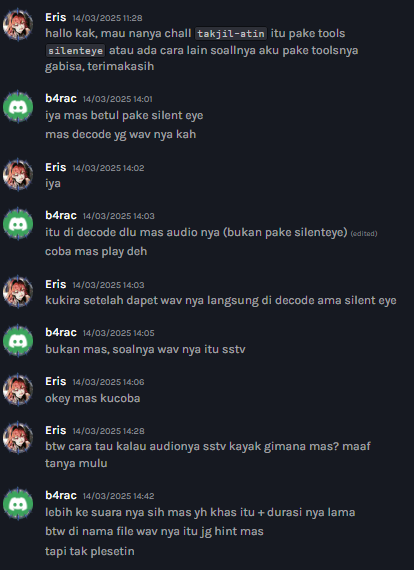 Eris 14/03/2025 11:28
hallo kak, mau nanya chall takjil-atin itu pake tools
silenteye atau ada cara lain soallnya aku pake toolsnya
gabisa, terimakasih
b4rac 14/03/2025 14:01
iya mas betul pake silent eye
mas decode yg wav nya kah
Eris 14/03/2025 14:02
iya
b4rac 14/03/2025 14:03
itu di decode dlu mas audio nya (bukan pake silenteye) (edited)
coba mas play deh
Eris 14/03/2025 14:03
kukira setelah dapet wav nya langsung di decode ama silent eye
b4rac 14/03/2025 14:05
bukan mas, soalnya wav nya itu sstv
Eris 14/03/2025 14:06
okey mas kucoba
Eris 14/03/2025 14:28
btw cara tau kalau audionya sstv kayak gimana mas? maaf
tanya mulu
b4rac 14/03/2025 14:42
lebih ke suara nya sih mas yh khas itu + durasi nya lama
btw di nama file wav nya itu jg hint mas
tapi tak plesetin